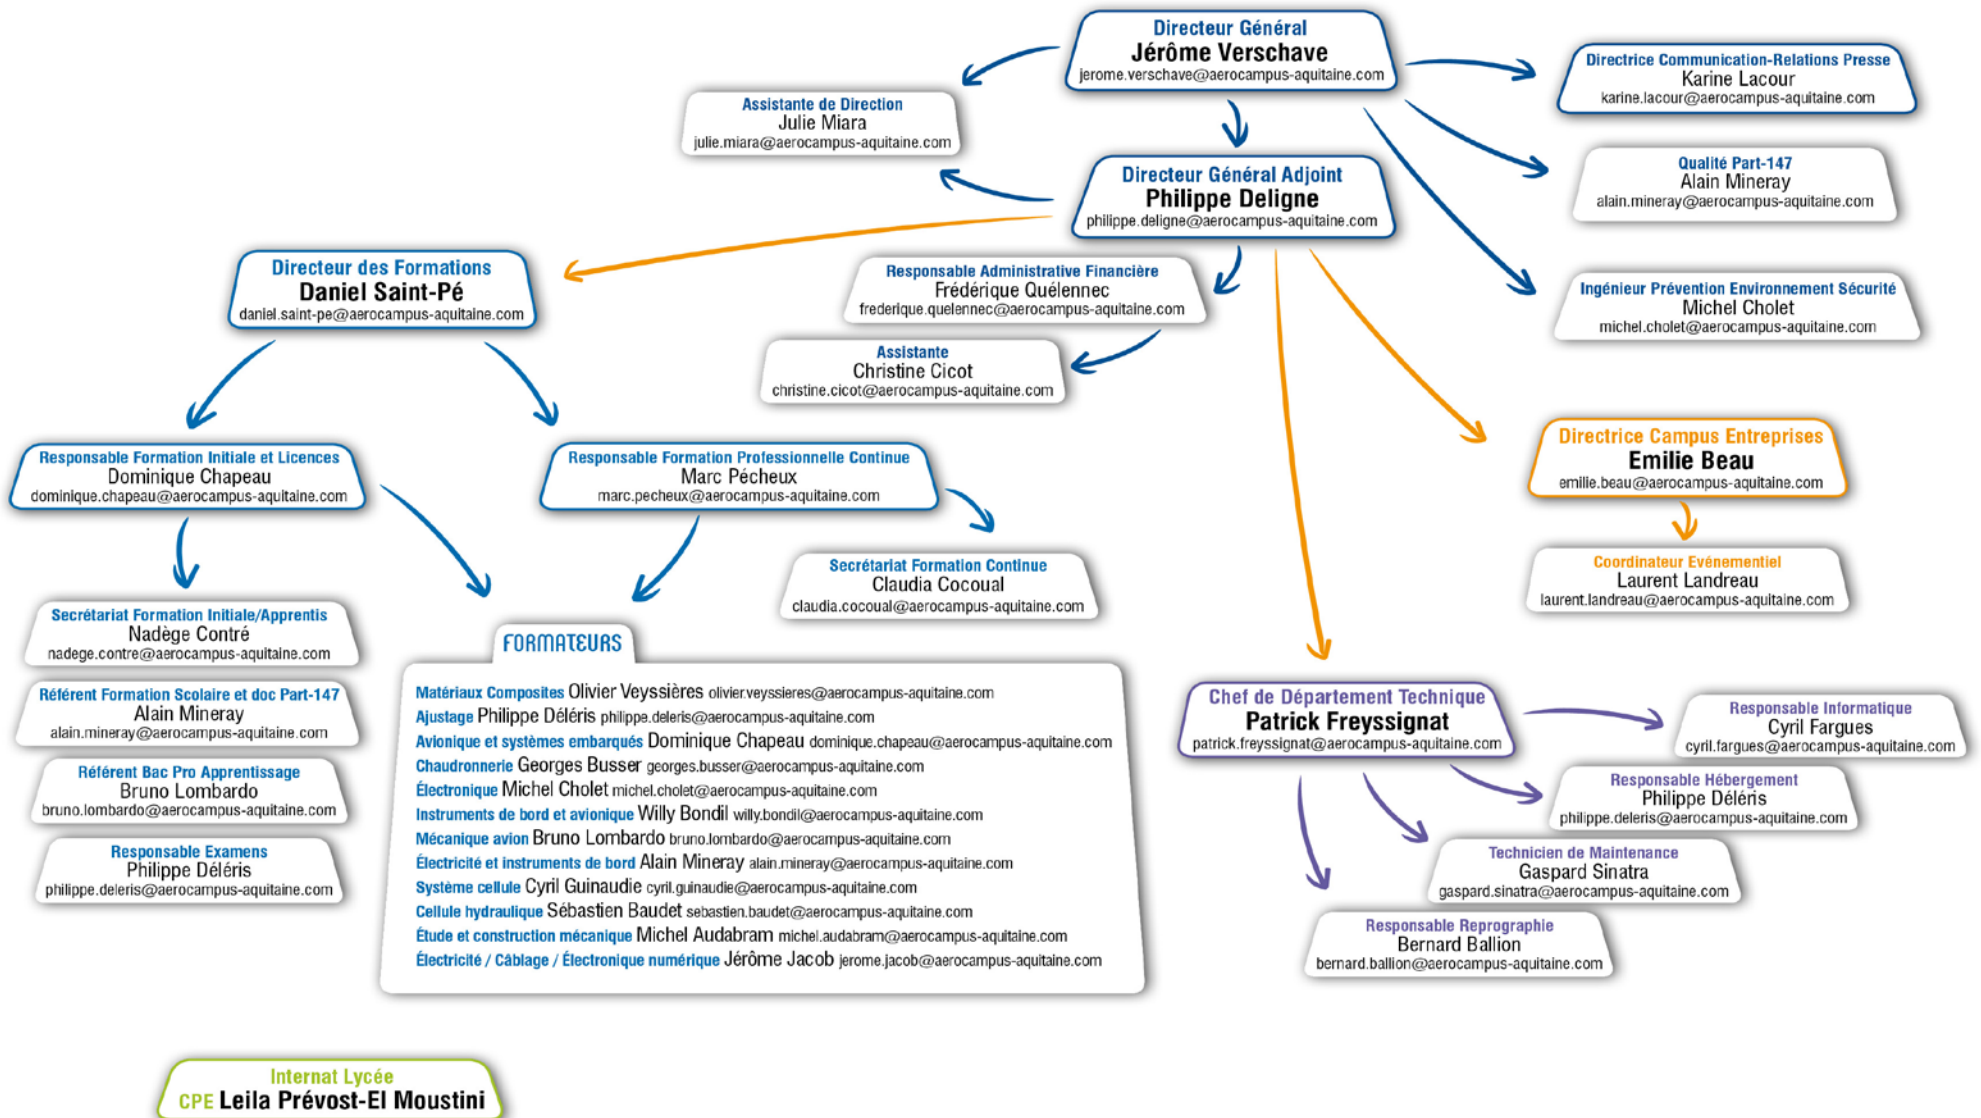 Directeur Général
Jérôme Verschave
jerome.verschave@aerocampus-aquitaine.com
Directrice Communication-Relations Presse
Karine Lacour
karine.lacour@aerocampus-aquitaine.com
Assistante de Direction
Julie Miara
julie.miara@aerocampus-aquitaine.com
Directeur Général Adjoint
Philippe Deligne
philippe.deligne@aerocampus-aquitaine.com
Qualité Part-147
Alain Mineray
alain.mineray@aerocampus-aquitaine.com
Directeur des Formations
Daniel Saint-Pé
daniel.saint-pe@aerocampus-aquitaine.com
Responsable Administrative Financière
Frédérique Quélennec
frederique.quelennec@aerocampus-aquitaine.com
Ingénieur Prévention Environnement Sécurité
Michel Cholet
michel.cholet@aerocampus-aquitaine.com
Assistante
Christine Cicot
christine.cicot@aerocampus-aquitaine.com
Responsable Formation Initiale et Licences
Dominique Chapeau
dominique.chapeau@aerocampus-aquitaine.com
Responsable Formation Professionnelle Continue
Marc Pécheux
marc.pecheux@aerocampus-aquitaine.com
Directrice Campus Entreprises
Emilie Beau
emilie.beau@aerocampus-aquitaine.com
Secrétariat Formation Continue
Claudia Cocoual
claudia.cocoual@aerocampus-aquitaine.com
Coordinateur Evénementiel
Laurent Landreau
laurent.landreau@aerocampus-aquitaine.com
Secrétariat Formation Initiale/Apprentis
Nadège Contré
nadege.contre@aerocampus-aquitaine.com
Référent Formation Scolaire et doc Part-147
Alain Mineray
alain.mineray@aerocampus-aquitaine.com
Référent Bac Pro Apprentissage
Bruno Lombardo
bruno.lombardo@aerocampus-aquitaine.com
Responsable Examens
Philippe Déléris
philippe.deleris@aerocampus-aquitaine.com
FORMATEURS
Matériaux Composites Olivier Veyssières olivier.veyssieres@aerocampus-aquitaine.com
Ajustage Philippe Déléris philippe.deleris@aerocampus-aquitaine.com
Avionique et systèmes embarqués Dominique Chapeau dominique.chapeau@aerocampus-aquitaine.com
Chaudronnerie Georges Busser georges.busser@aerocampus-aquitaine.com
Électronique Michel Cholet michel.cholet@aerocampus-aquitaine.com
Instruments de bord et avionique Willy Bondil willy.bondil@aerocampus-aquitaine.com
Mécanique avion Bruno Lombardo bruno.lombardo@aerocampus-aquitaine.com
Électricité et instruments de bord Alain Mineray alain.mineray@aerocampus-aquitaine.com
Système cellule Cyril Guinaudie cyril.guinaudie@aerocampus-aquitaine.com
Cellule hydraulique Sébastien Baudet sebastien.baudet@aerocampus-aquitaine.com
Étude et construction mécanique Michel Audabram michel.audabram@aerocampus-aquitaine.com
Électricité / Câblage / Électronique numérique Jérôme Jacob jerome.jacob@aerocampus-aquitaine.com
Chef de Département Technique
Patrick Freyssignat
patrick.freyssignat@aerocampus-aquitaine.com
Responsable Informatique
Cyril Fargues
cyril.fargues@aerocampus-aquitaine.com
Responsable Hébergement
Philippe Déléris
philippe.deleris@aerocampus-aquitaine.com
Technicien de Maintenance
Gaspard Sinatra
gaspard.sinatra@aerocampus-aquitaine.com
Responsable Reprographie
Bernard Ballion
bernard.ballion@aerocampus-aquitaine.com
Internat Lycée
CPE Leila Prévost-El Moustini